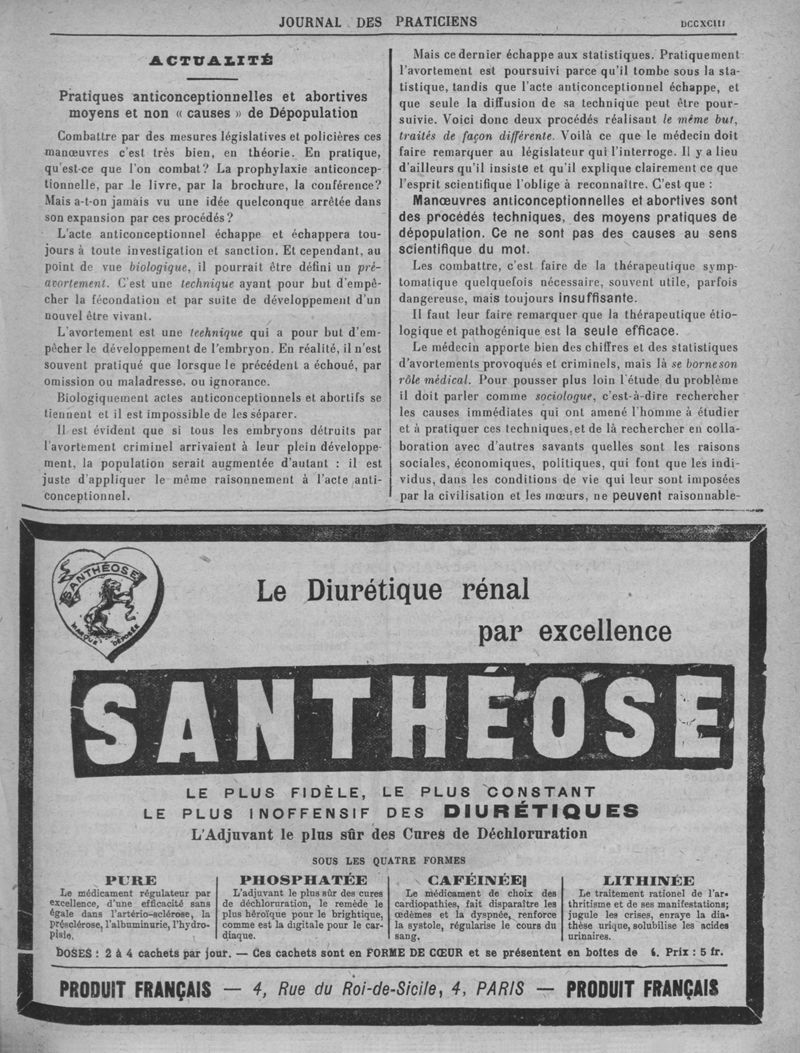 JOURNAL DES PRATICIENS
DCCXCIII
ACTUALITÉ
Pratiques anticonceptionnelles et abortives
moyens et non « causes » de Dépopulation
Combattre par des mesures législatives et policières ces
manœuvres c'est très bien, en théorie. En pratique,
qu'est-ce que l'on combat? La prophylaxie anticoncep-
tionnelle, par le livre, par la brochure, la conférence?
Mais a-t-on jamais vu une idée quelconque arrêtée dans
son expansion par ces procédés?
L'acte anticonceptionnel échappe et échappera tou-
jours à toute investigation et sanction. Et cependant, au
point de vue biologique, il pourrait être défini un pré-
avortement. C'est une technique ayant pour but d'empê-
cher la fécondation et par suite de développement d'un
nouvel être vivant.
L'avortement est une technique qui a pour but d'em-
pêcher le développement de l'embryon. En réalité, il n'est
souvent pratiqué que lorsque le précédent a échoué, par
omission ou maladresse, ou ignorance.
Biologiquement actes anticonceptionnels et abortifs se
tiennent et il est impossible de les séparer.
Il est évident que si tous les embryons détruits par
l'avortement criminel arrivaient à leur plein développe-
ment, la population serait augmentée d'autant : il est
juste d'appliquer le même raisonnement à l'acte anti-
conceptionnel.
Mais ce dernier échappe aux statistiques. Pratiquement
l'avortement est poursuivi parce qu'il tombe sous la sta-
tistique, tandis que l'acte anticonceptionnel échappe, et
que seule la diffusion de sa technique peut être pour-
suivie. Voici donc deux procédés réalisant le même but,
traités de façon différente. Voilà ce que le médecin doit
faire remarquer au législateur qui l'interroge. Il y a lieu
d'ailleurs qu'il insiste et qu'il explique clairement ce que
l'esprit scientifique l'oblige à reconnaître. C'est que :
Manœuvres anticonceptionnelles et abortives sont
des procédés techniques, des moyens pratiques de
dépopulation. Ce ne sont pas des causes au sens
scientifique du mot.
Les combattre, c'est faire de la thérapeutique symp-
tomatique quelquefois nécessaire, souvent utile, parfois
dangereuse, mais toujours insuffisante.
Il faut leur faire remarquer que la thérapeutique étio-
logique et pathogénique est la seule efficace.
Le médecin apporte bien des chiffres et des statistiques
d'avortements provoqués et criminels, mais là se borne son
rôle médical. Pour pousser plus loin l'étude du problème
il doit parler comme sociologue, c'est-à-dire rechercher
les causes immédiates qui ont amené l'homme à étudier
et à pratiquer ces techniques, et de là rechercher en colla-
boration avec d'autres savants quelles sont les raisons
sociales, économiques, politiques, qui font que les indi-
vidus, dans les conditions de vie qui leur sont imposées
par la civilisation et les mœurs, ne peuvent raisonnable-
SANTHÉOSE
MARQUE DÉPOSÉE
Le Diurétique rénal
par excellence
SANTHÉOSE
LE PLUS FIDÈLE, LE PLUS CONSTANT
LE PLUS INOFFENSIF DES DIURÉTIQUES
L'Adjuvant le plus sûr des Cures de Déchloruration
SOUS LES QUATRE FORMES
PURE
Le médicament régulateur par
excellence, d'une efficacité sans
égale dans l'artério-sclérose, la
présclérose, l'albuminurie, l'hydro-
pisie.
PHOSPHATÉE
L'adjuvant le plus sûr des cures
de déchloruration, le remède le
plus héroïque pour le brightique,
comme est la digitale pour le car-
diaque.
CAFÉINÉE
Le médicament de choix des
cardiopathies, fait disparaître les
œdèmes et la dyspnée, renforce
la systole, régularise le cours du
sang.
LITHINÉE
Le traitement rationel de l'ar-
thritisme et de ses manifestations;
jugule les crises, enraye la dia-
thèse urique, solubilise les acides
urinaires.
DOSES : 2 à 4 cachets par jour. — Ces cachets sont en FORME DE CŒUR et se présentent en boîtes de Prix : 5 fr.
PRODUIT FRANÇAIS — 4, Rue du Roi-de-Sicile, 4, PARIS — PRODUIT FRANÇAIS